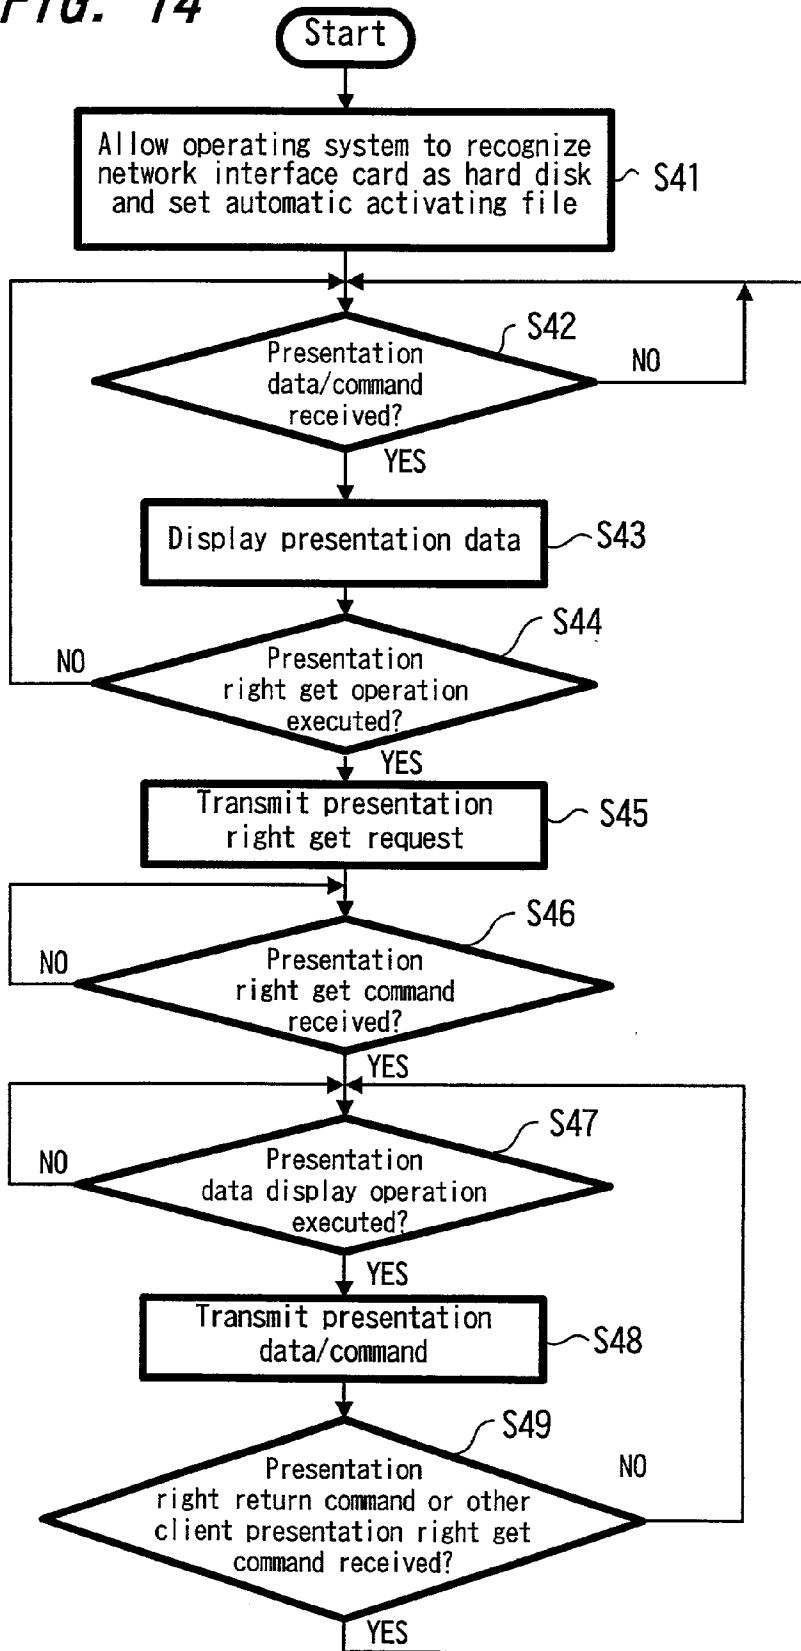 FIG. 14
Start
Allow operating system to recognize
network interface card as hard disk
and set automatic activating file
S41
S42
Presentation
data/command
received?
NO
YES
Display presentation data
S43
S44
Presentation
right get operation
executed?
NO
YES
Transmit presentation
right get request
S45
S46
Presentation
right get command
received?
NO
YES
S47
Presentation
data display operation
executed?
NO
YES
Transmit presentation
data/command
S48
S49
Presentation
right return command or other
client presentation right get
command received?
NO
YES